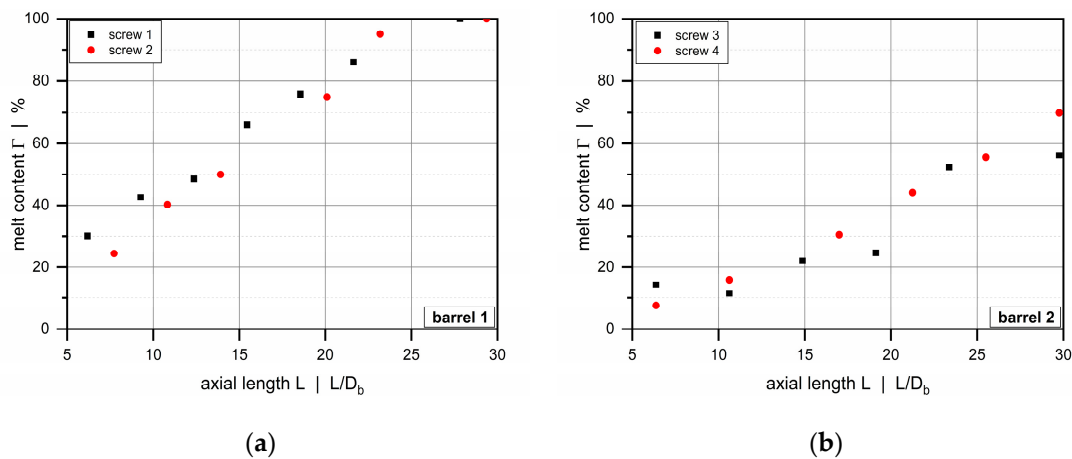 screw 1
screw 2
100
80
60
40
20
0
melt content Γ | %
barrel 1
5 10 15 20 25 30
axial length L | L/D_b
(a)
screw 3
screw 4
100
80
60
40
20
0
melt content Γ | %
barrel 2
5 10 15 20 25 30
axial length L | L/D_b
(b)